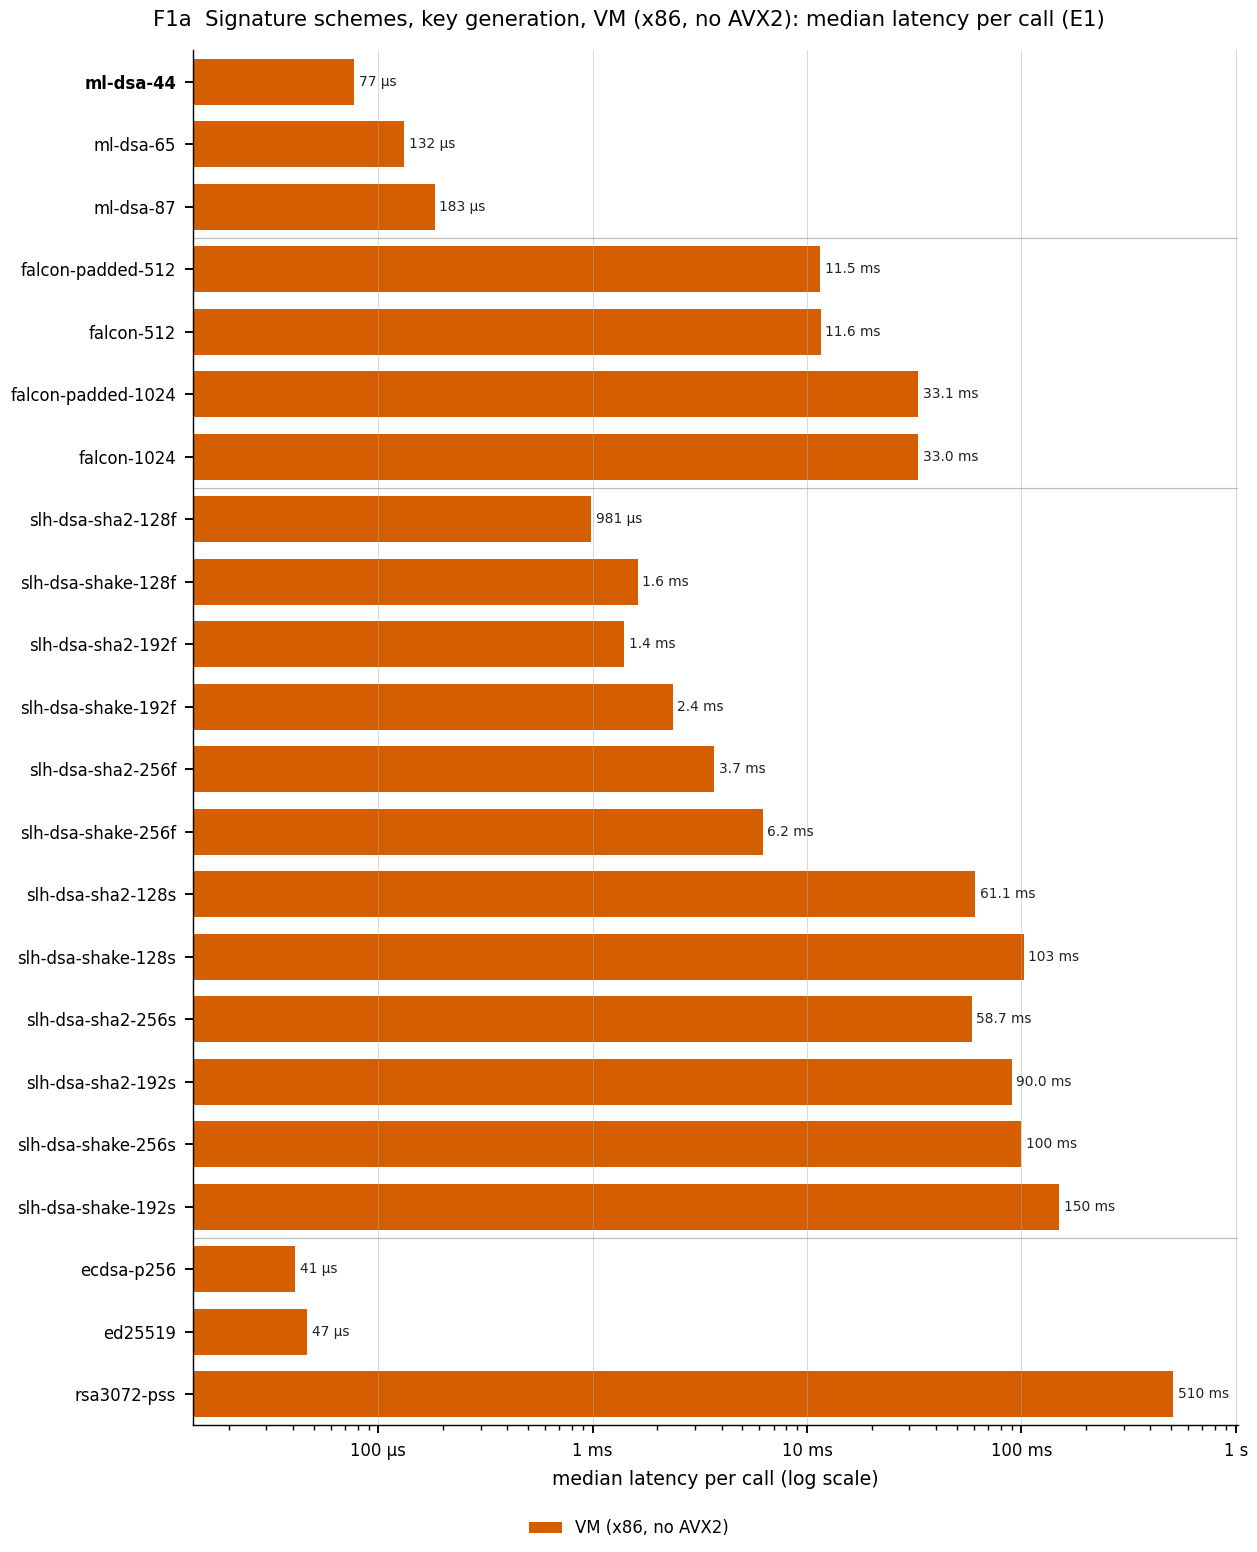 F1a  Signature schemes, key generation, VM (x86, no AVX2): median latency per call (E1)
ml-dsa-44 77 µs
ml-dsa-65 132 µs
ml-dsa-87 183 µs
falcon-padded-512 11.5 ms
falcon-512 11.6 ms
falcon-padded-1024 33.1 ms
falcon-1024 33.0 ms
slh-dsa-sha2-128f 981 µs
slh-dsa-shake-128f 1.6 ms
slh-dsa-sha2-192f 1.4 ms
slh-dsa-shake-192f 2.4 ms
slh-dsa-sha2-256f 3.7 ms
slh-dsa-shake-256f 6.2 ms
slh-dsa-sha2-128s 61.1 ms
slh-dsa-shake-128s 103 ms
slh-dsa-sha2-256s 58.7 ms
slh-dsa-sha2-192s 90.0 ms
slh-dsa-shake-256s 100 ms
slh-dsa-shake-192s 150 ms
ecdsa-p256 41 µs
ed25519 47 µs
rsa3072-pss 510 ms
100 µs 1 ms 10 ms 100 ms 1 s
median latency per call (log scale)
VM (x86, no AVX2)